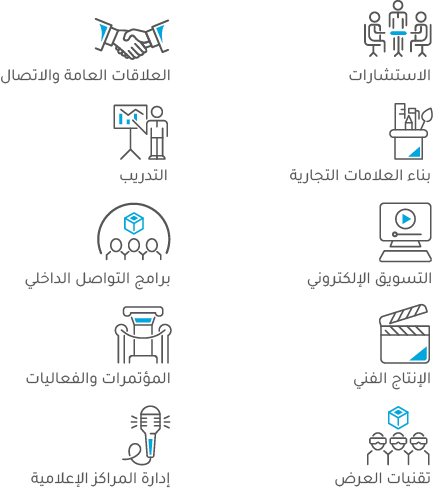 الاستشارات
العلاقات العامة والاتصال
بناء العلامات التجارية
التدريب
التسويق الإلكتروني
برامج التواصل الداخلي
الإنتاج الفني
المؤتمرات والفعاليات
تقنيات العرض
إدارة المراكز الإعلامية